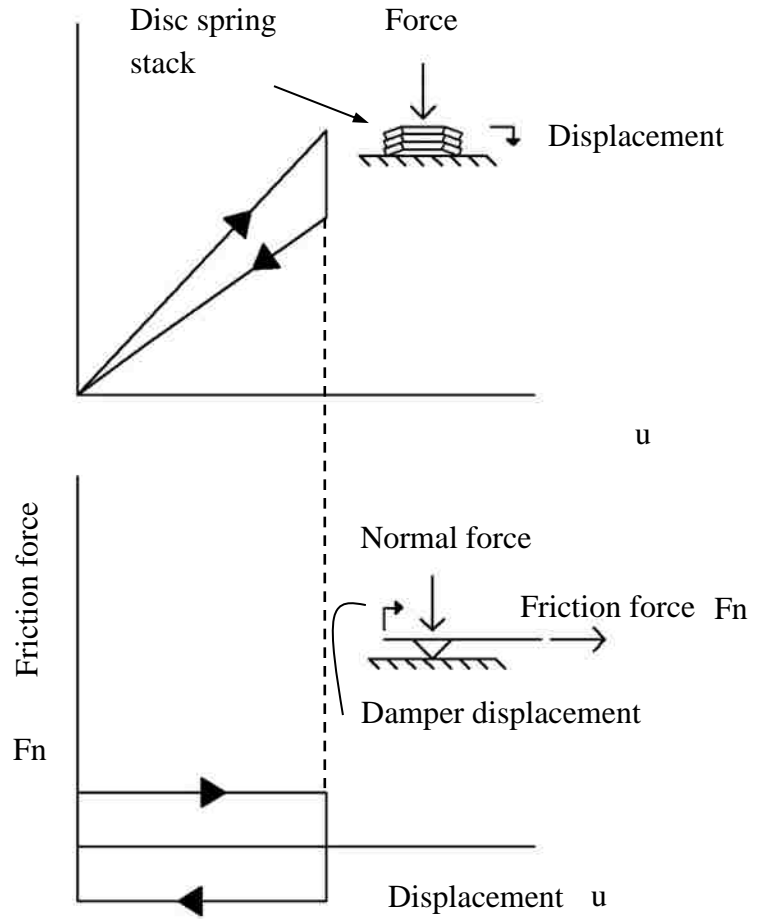 Disc spring
stack
Force
Displacement
u
Friction force
Normal force
Friction force Fn
Damper displacement
Fn
Displacement u